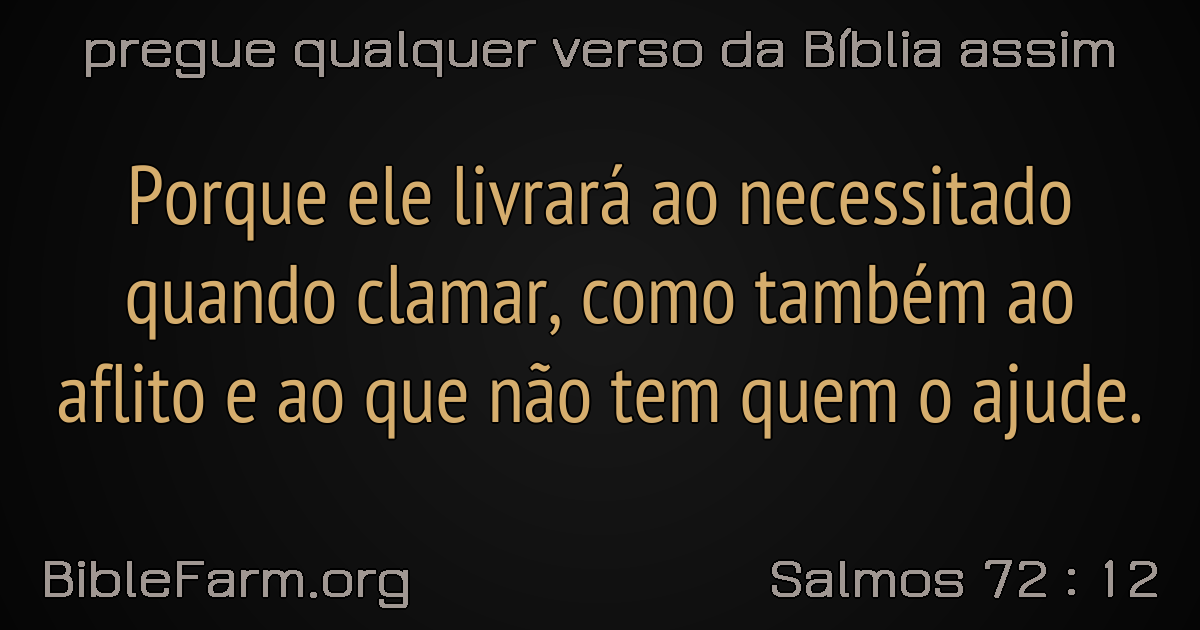 pregue qualquer verso da Bíblia assim
Porque ele livrará ao necessitado
quando clamar, como também ao
aflito e ao que não tem quem o ajude.
BibleFarm.org
Salmos 72 : 12